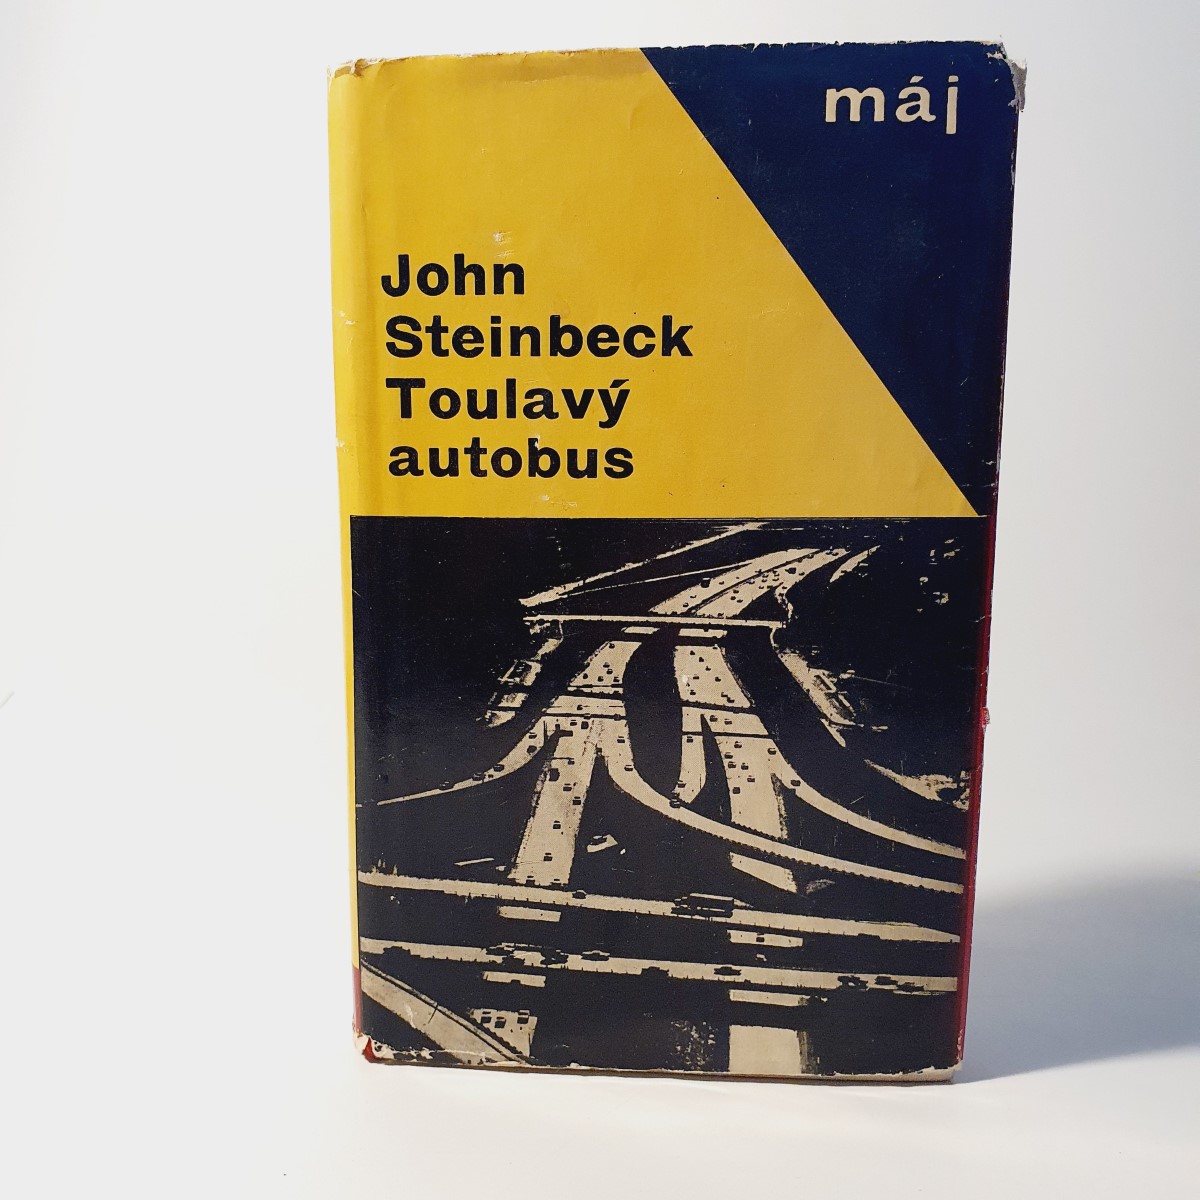 máj
John
Steinbeck
Toulavý
autobus